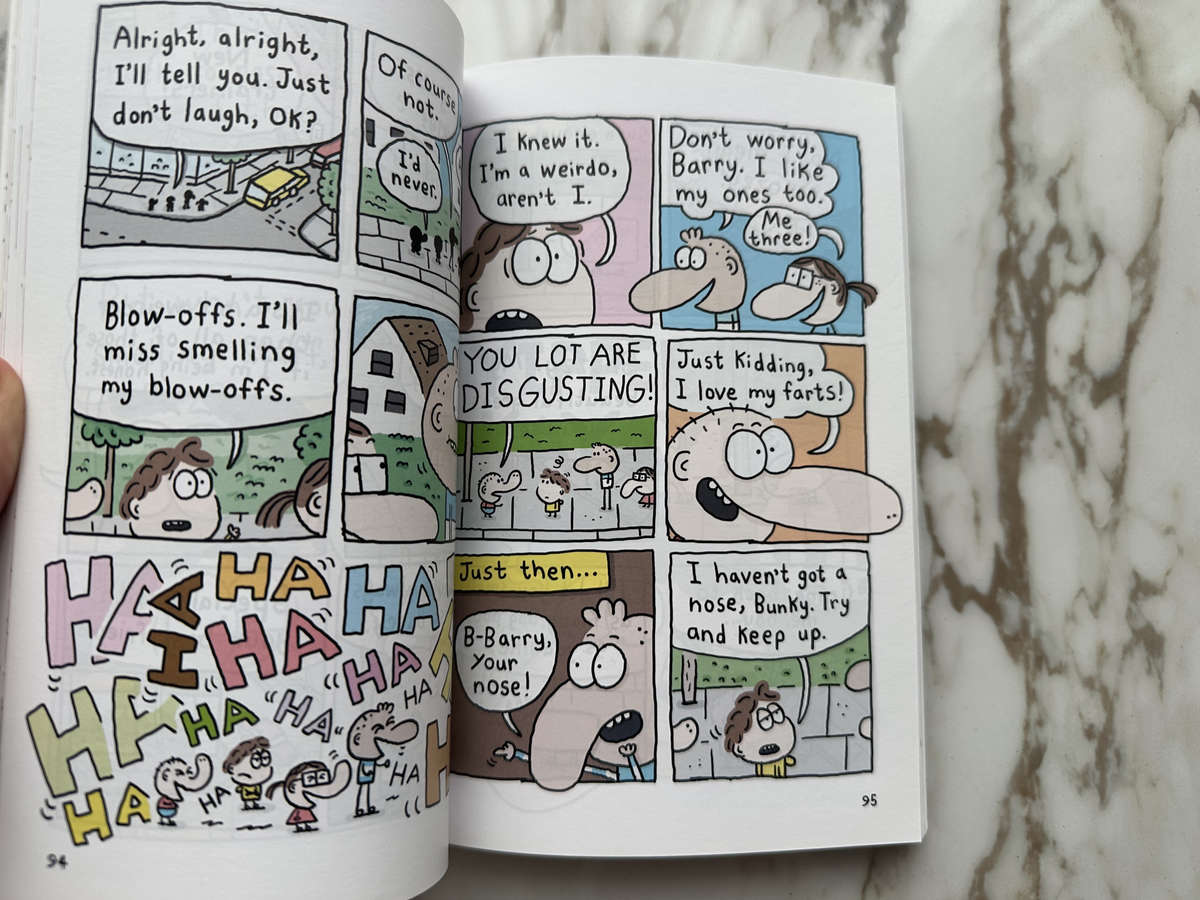 Alright, alright,
I'll tell you. Just
don't laugh, OK?
Of course
not.
I'd
never.
Blow-offs. I'll
miss smelling
my blow-offs.
HA
HA
HA
HA
HA
HA
HA
HA
HA
HA
HA
HA
HA
HA
94
I knew it.
I'm a weirdo,
aren't I.
Don't worry,
Barry. I like
my ones too.
Me
three!
YOU LOT ARE
DISGUSTING!
Just kidding,
I love my farts!
Just then...
B-Barry,
your
nose!
I haven't got a
nose, Bunky. Try
and keep up.
95